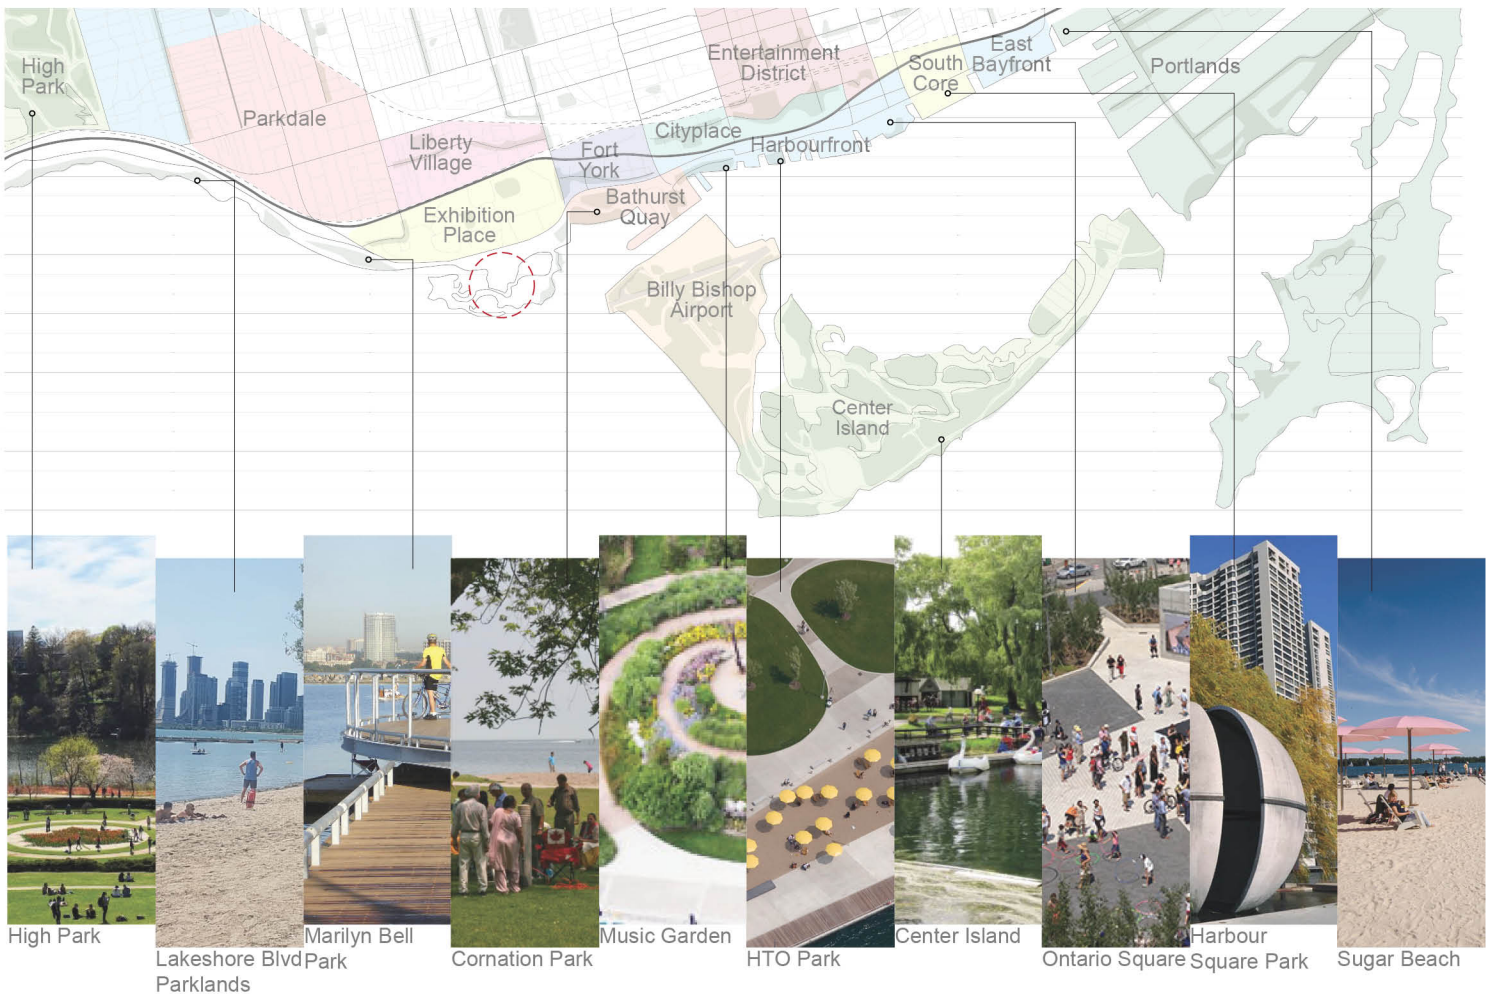 High
Park
Parkdale
Liberty
Village
Exhibition
Place
Fort
York
Cityplace
Bathurst
Quay
Entertainment
District
Harbourfront
South
Core
East
Bayfront
Portlands
Billy Bishop
Airport
Center
Island
High Park
Lakeshore Blvd
Parklands
Marilyn Bell
Park
Cornation Park
Music Garden
HTO Park
Center Island
Ontario Square
Harbour
Square Park
Sugar Beach